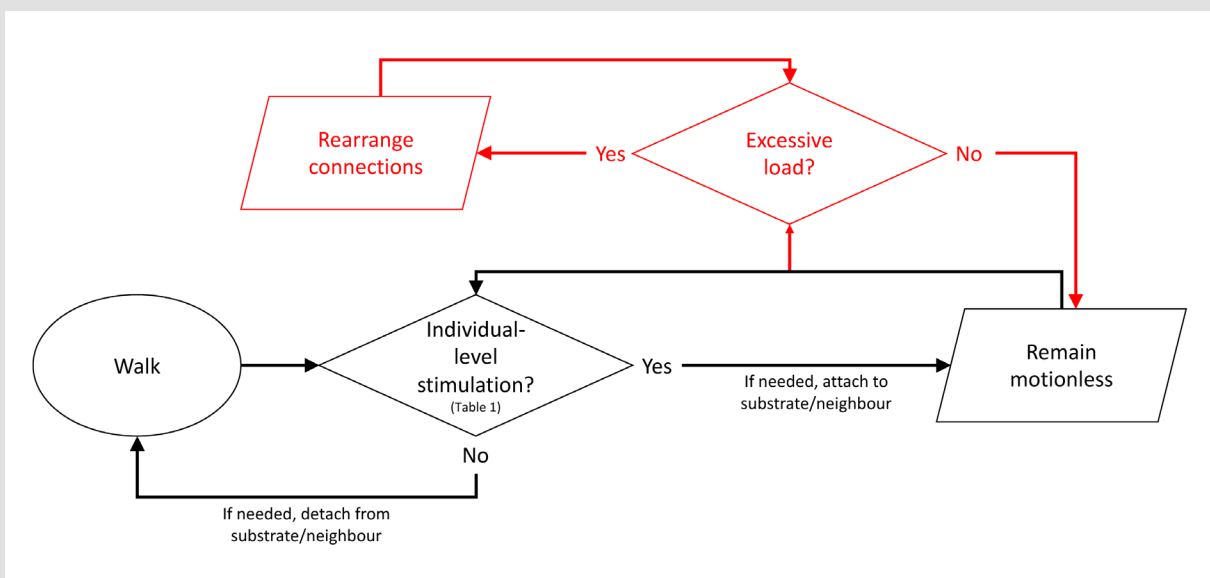 Rearrange
connections
Yes
Excessive
load?
No
Walk
Individual-
level
stimulation?
(Table 1)
Yes
If needed, attach to
substrate/neighbour
Remain
motionless
No
If needed, detach from
substrate/neighbour